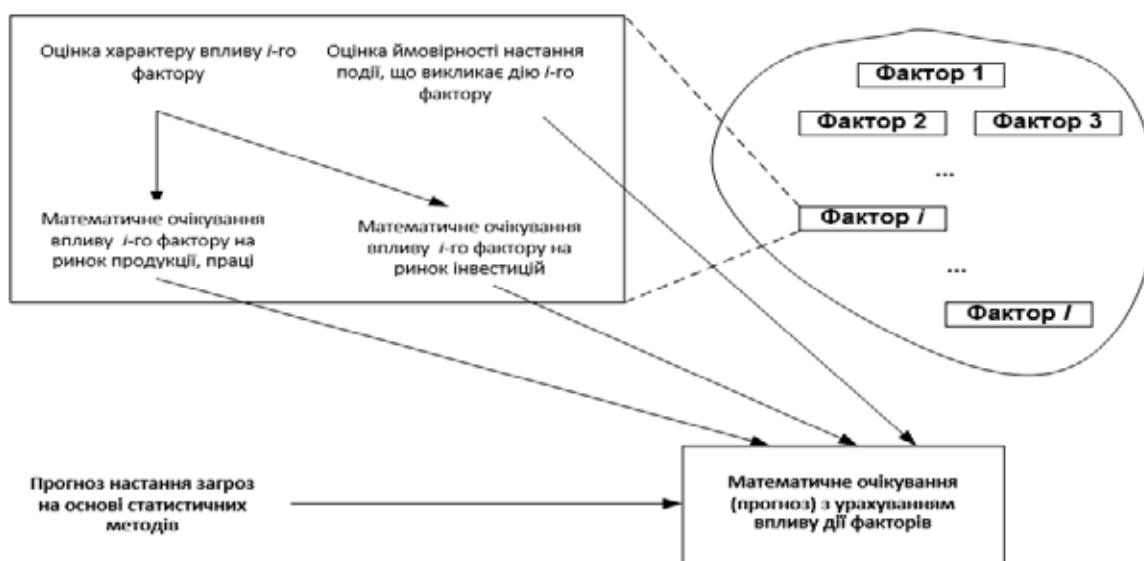 Оцінка характеру впливу i-го
фактору
Оцінка ймовірності настання
події, що викликає дію i-го
фактору
Математичне очікування
впливу i-го фактору на
ринок продукції, праці
Математичне очікування
впливу i-го фактору на
ринок інвестицій
Фактор 1
Фактор 2
Фактор 3
...
Фактор i
...
Фактор I
Прогноз настання загроз
на основі статистичних
методів
Математичне очікування
(прогноз) з урахуванням
впливу дії факторів